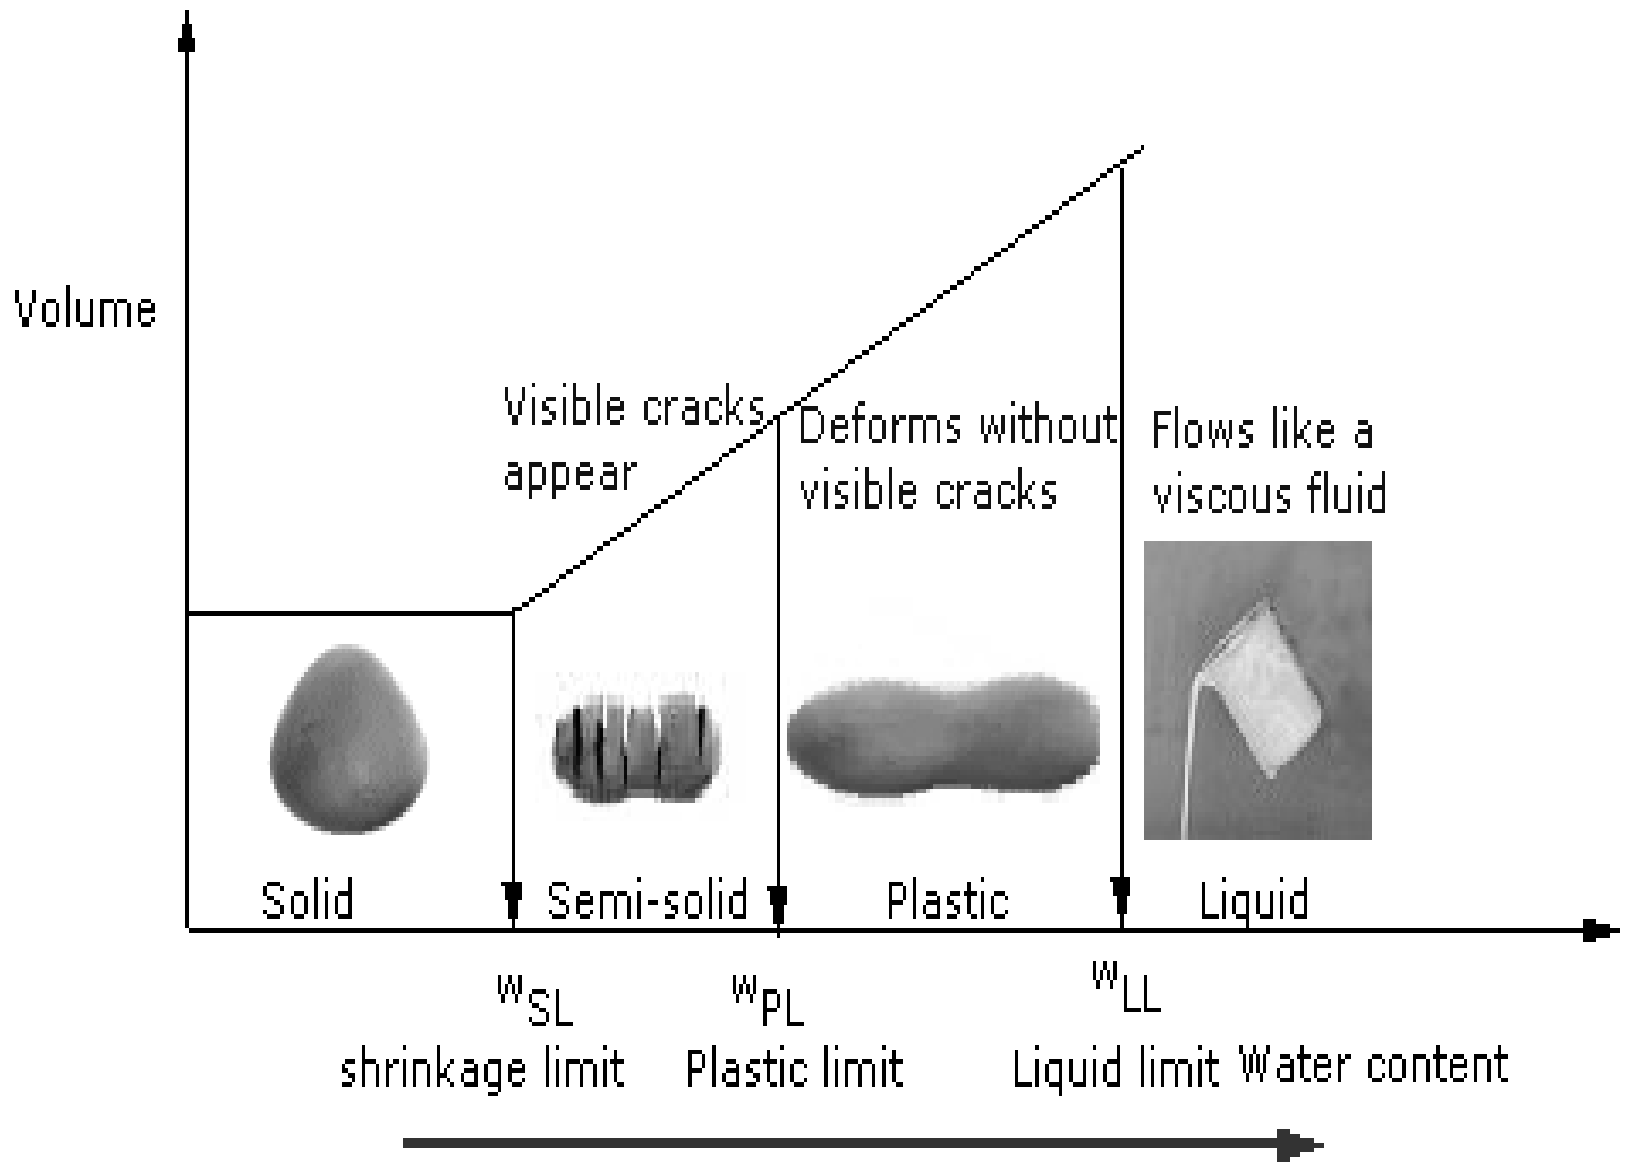 Volume
Visible cracks
appear
Deforms without
visible cracks
Flows like a
viscous fluid
Solid
Semi-solid
Plastic
Liquid
wSL
wPL
wLL
shrinkage limit
Plastic limit
Liquid limit
Water content